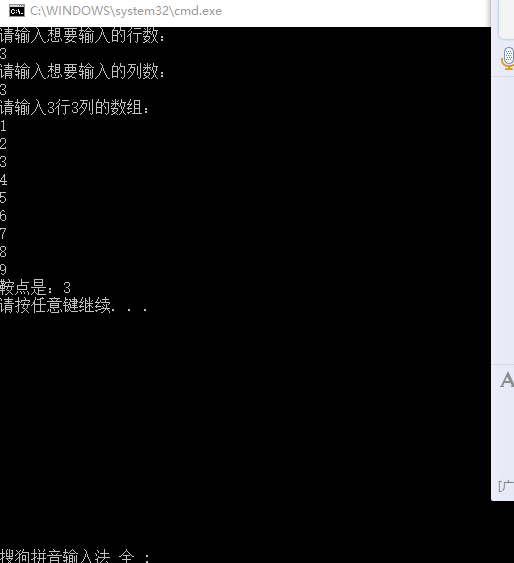 C:\WINDOWS\system32\cmd.exe
请输入想要输入的行数:
3
请输入想要输入的列数:
3
请输入3行3列的数组:
1
2
3
4
5
6
7
8
9
鞍点是：3
请按任意键继续. . .
A
[广
搜狗拼音输入法 全 :